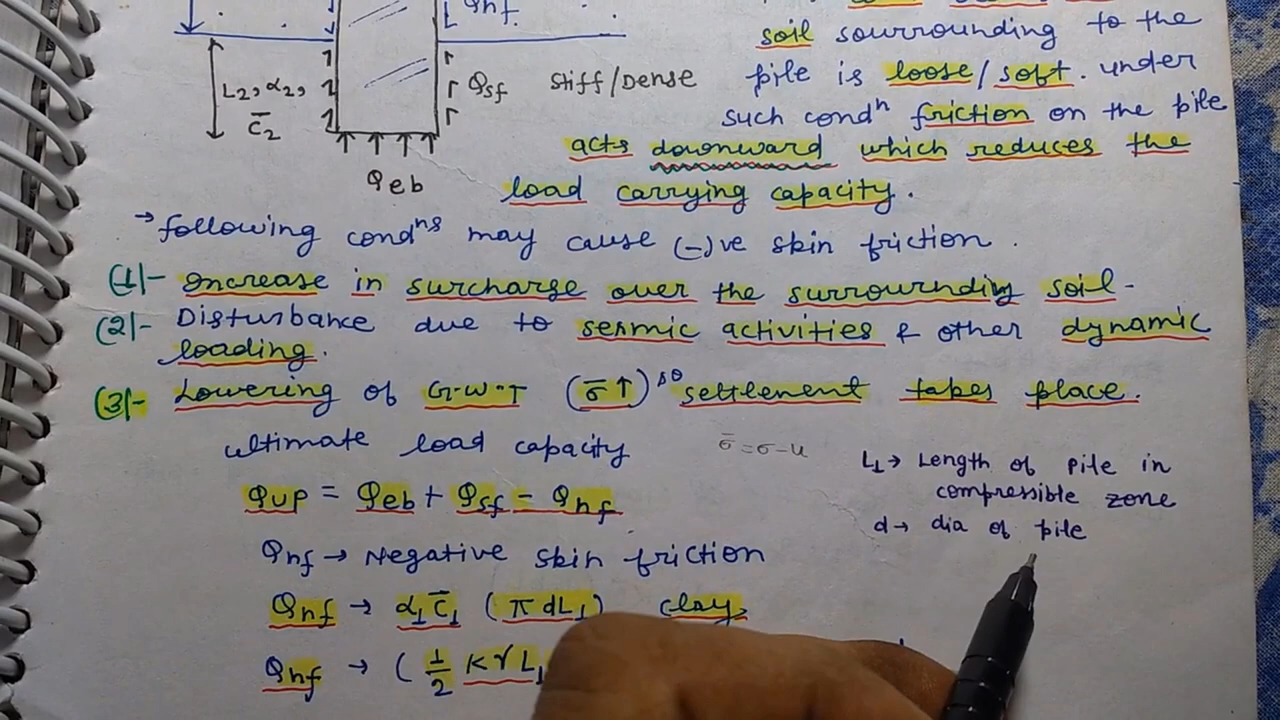 Qnf.
soil sourrounding to the
L2, α2,
c̄2
Qsf
Stiff/Dense
pile is loose/soft. under
such condⁿ friction on the pile
acts downward which reduces the
Qeb
load carrying capacity.
→ following condⁿˢ may cause (-)ve skin friction.
(1)- Increase in surcharge over the surrounding soil-
(2)- Disturbance due to sesmic activities & other dynamic
loading.
(3)- Lowering of G.W.T (σ̄↑) so settlement takes place.
ultimate load capacity
σ̄ = σ-u
L1→ Length of pile in
compressible zone
Qup = Qeb + Qsf - Qnf
d→ dia of pile
Qnf → Negative skin friction
Qnf → α1 c̄1 (πdL1) clay
Qnf → ( 1/2 KγL1